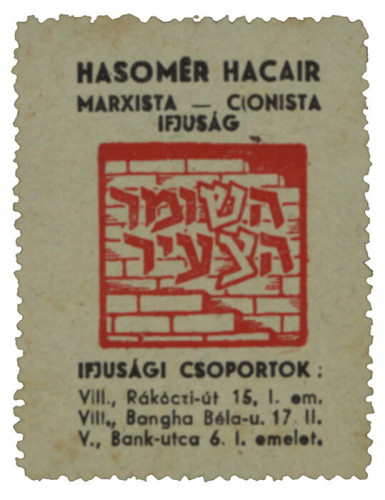 HASOMÊR HACAIR
MARXISTA — CIONISTA
IFJUSÁG
השומר
הצעיר
IFJUSÁGI CSOPORTOK :
VIII., Rákóczi-út 15, I. em.
VIII., Bangha Béla-u. 17. II.
V., Bank-utca 6. I. emelet.